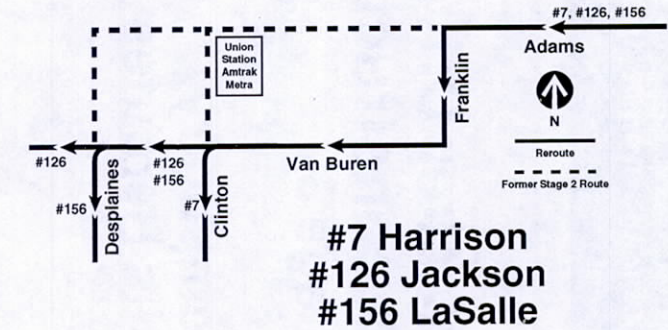 #7, #126, #156
Adams
Union
Station
Amtrak
Metra
Franklin
N
Reroute
Former Stage 2 Route
Van Buren
#126
#126
#156
#156
Desplaines
#7
Clinton
#7 Harrison
#126 Jackson
#156 LaSalle